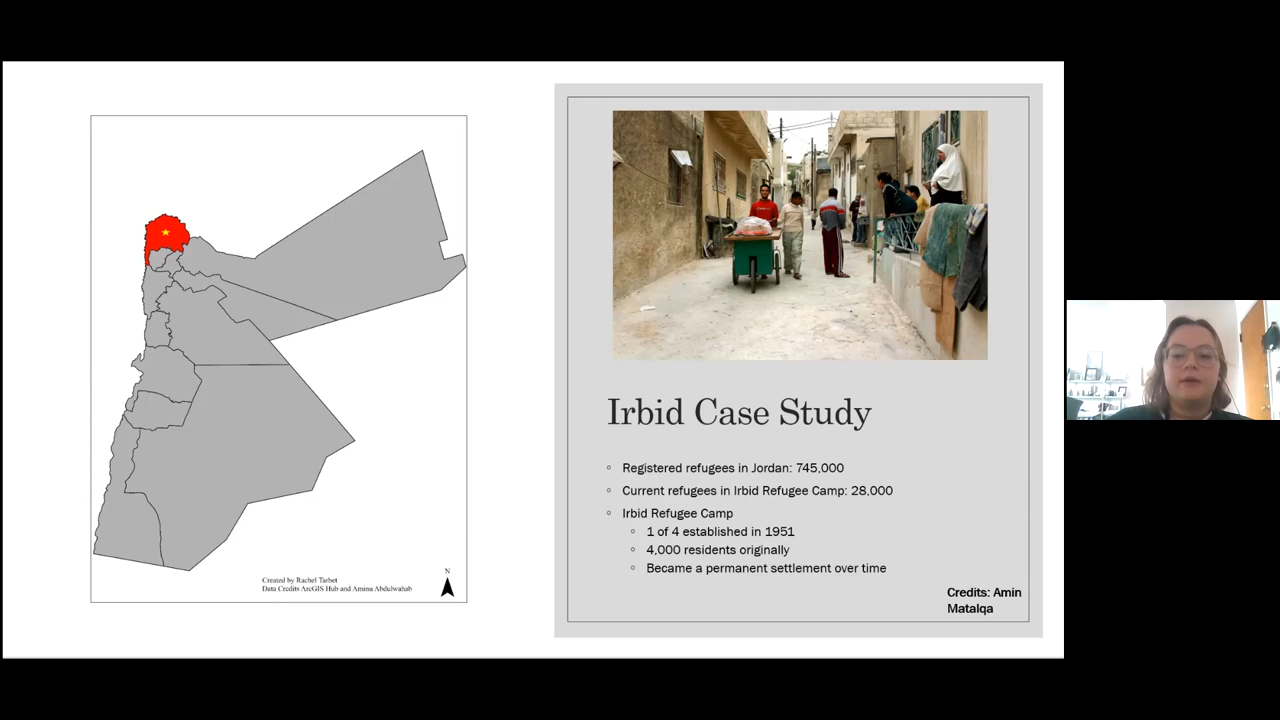 Created by Rachel Tarbet
Data Credits ArcGIS Hub and Amina Abdulwahab
N
Irbid Case Study
Registered refugees in Jordan: 745,000
Current refugees in Irbid Refugee Camp: 28,000
Irbid Refugee Camp
1 of 4 established in 1951
4,000 residents originally
Became a permanent settlement over time
Credits: Amin
Matalqa